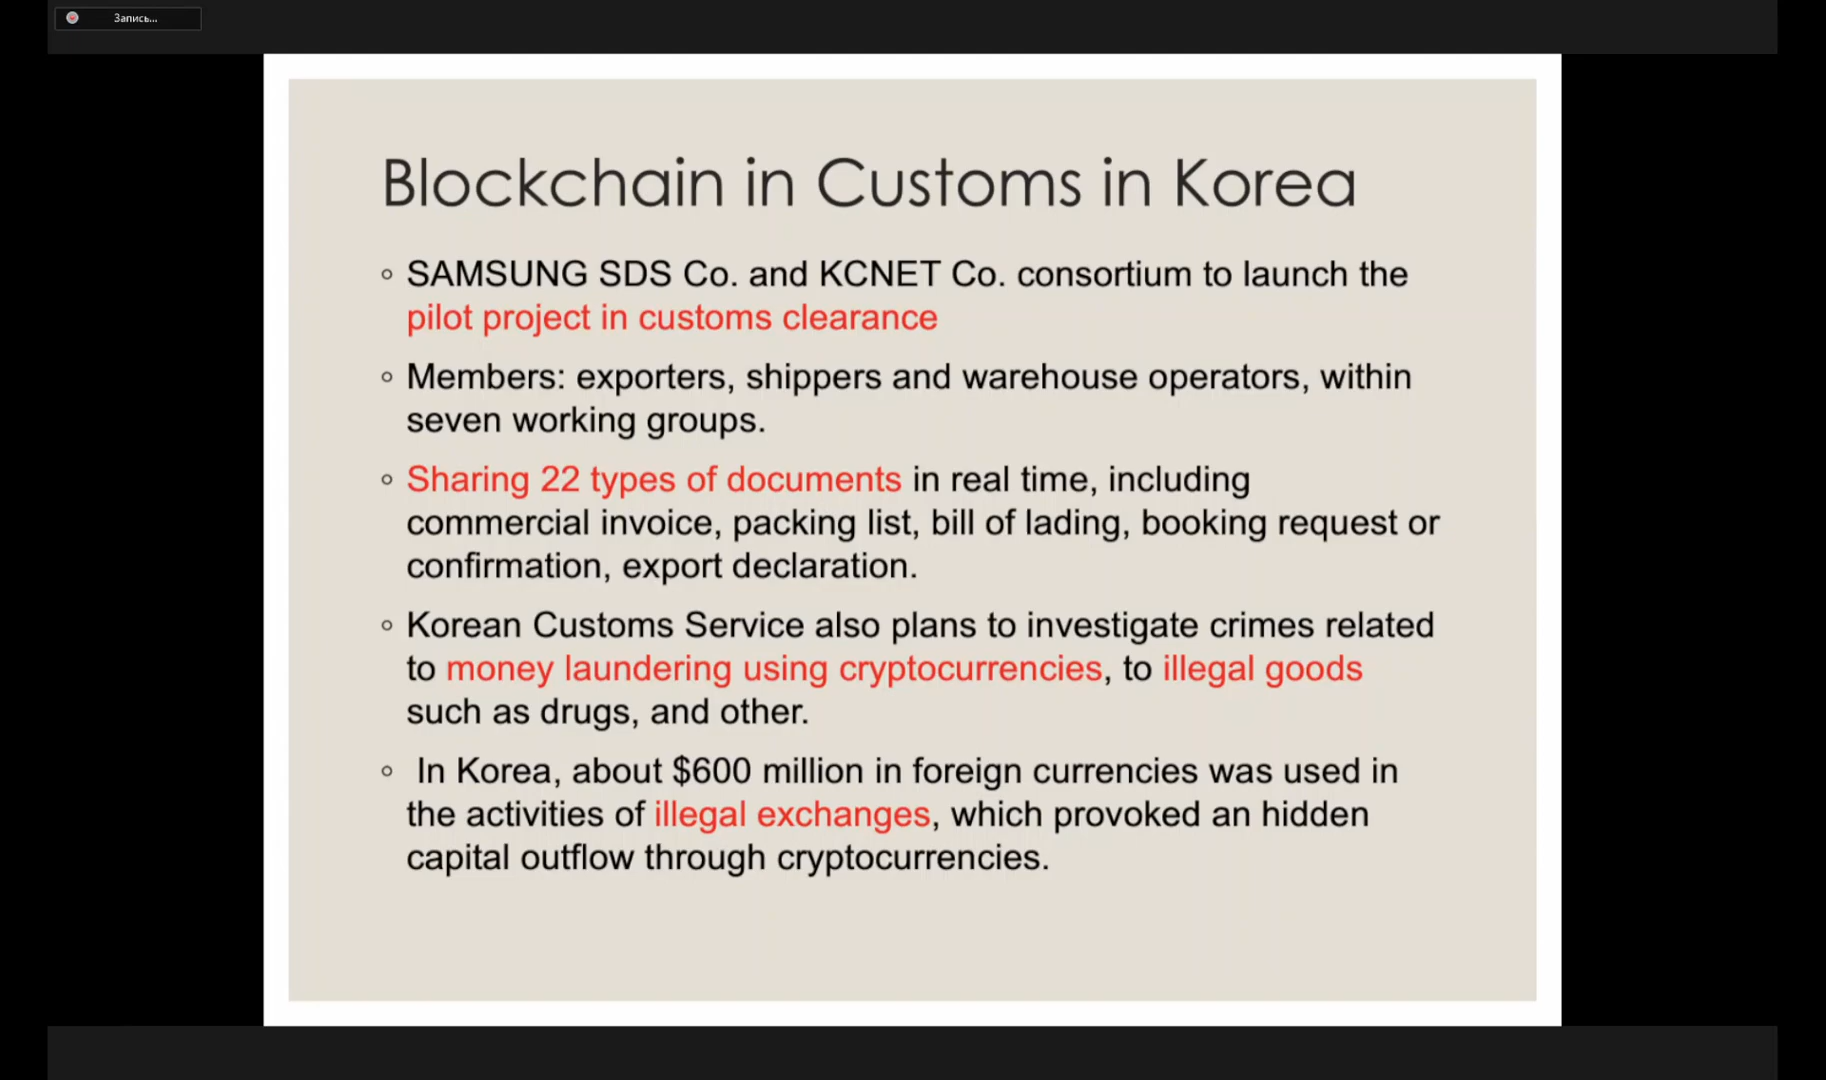 Запись...
Blockchain in Customs in Korea
SAMSUNG SDS Co. and KCNET Co. consortium to launch the
pilot project in customs clearance
Members: exporters, shippers and warehouse operators, within
seven working groups.
Sharing 22 types of documents in real time, including
commercial invoice, packing list, bill of lading, booking request or
confirmation, export declaration.
Korean Customs Service also plans to investigate crimes related
to money laundering using cryptocurrencies, to illegal goods
such as drugs, and other.
In Korea, about $600 million in foreign currencies was used in
the activities of illegal exchanges, which provoked an hidden
capital outflow through cryptocurrencies.